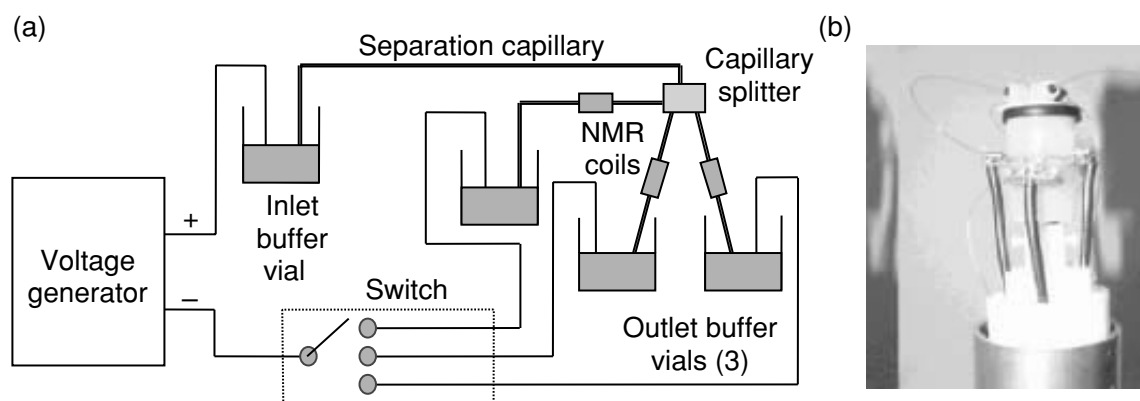 (a)
Separation capillary
Capillary
splitter
NMR
coils
+
Inlet
buffer
vial
Voltage
generator
–
Switch
Outlet buffer
vials (3)
(b)